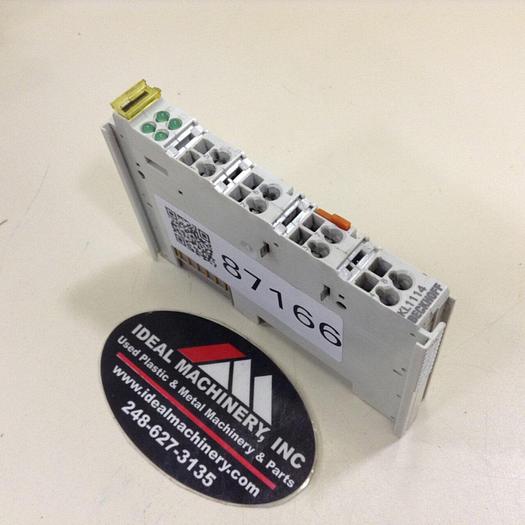 87166
KL1114
BECKHOFF
IDEAL MACHINERY, INC
Used Plastic & Metal Machinery & Parts
www.idealmachinery.com
248-627-3135